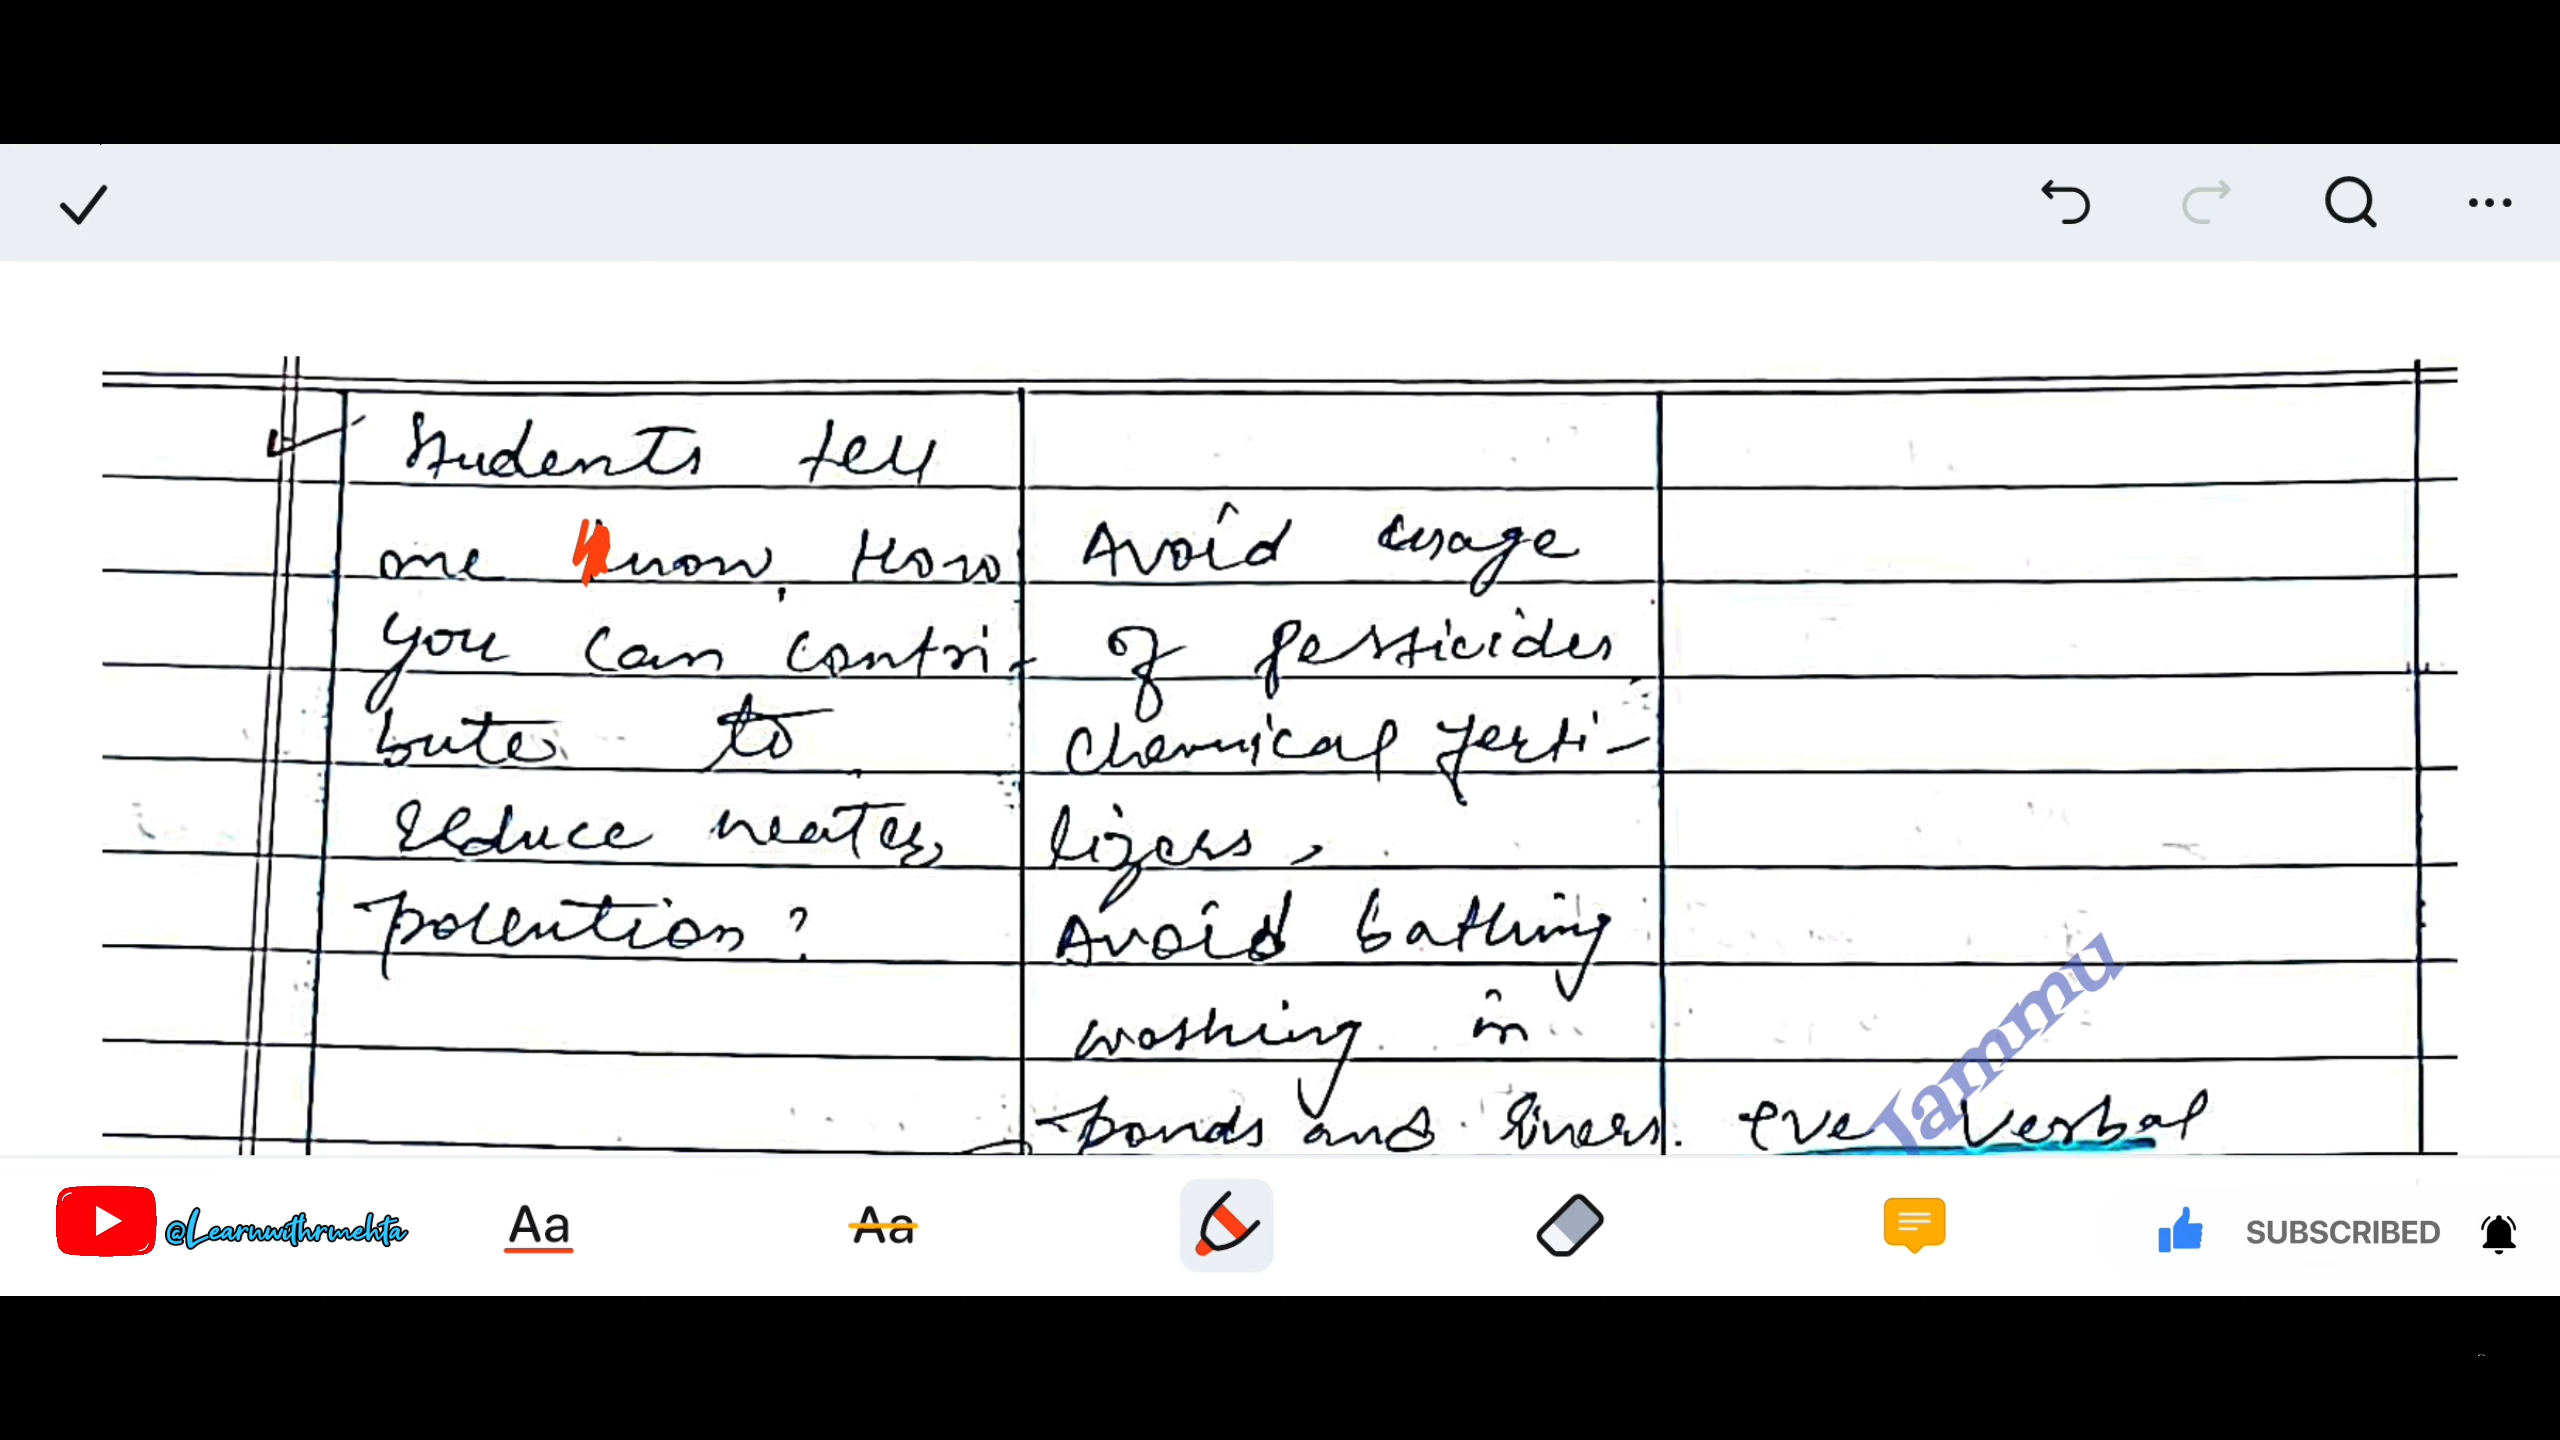 Students tell
me know, How
you can contri-
bute to
reduce water
polution?
Avoid usage
of pesticides
chemical ferti-
lizers,
Avoid bathing
washing in
ponds and rivers.
+ve Verbal
Jammu
@Learnwithrmehta
Aa
Aa
SUBSCRIBED